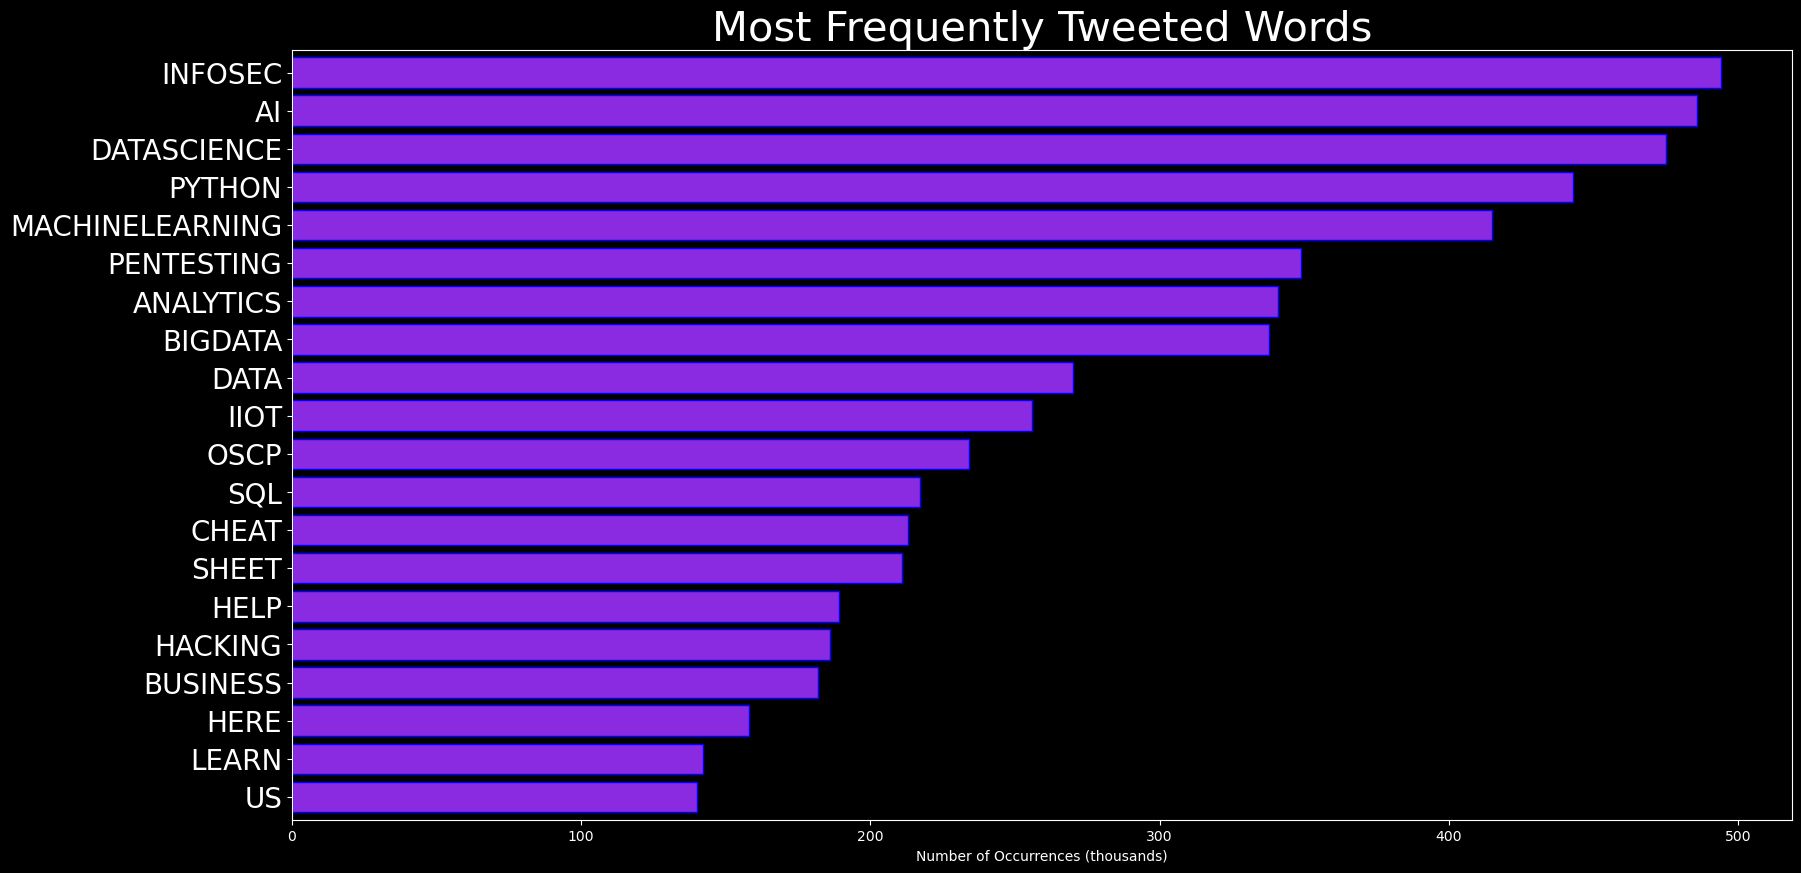 Most Frequently Tweeted Words
INFOSEC
AI
DATASCIENCE
PYTHON
MACHINELEARNING
PENTESTING
ANALYTICS
BIGDATA
DATA
IIOT
OSCP
SQL
CHEAT
SHEET
HELP
HACKING
BUSINESS
HERE
LEARN
US
0 100 200 300 400 500
Number of Occurrences (thousands)